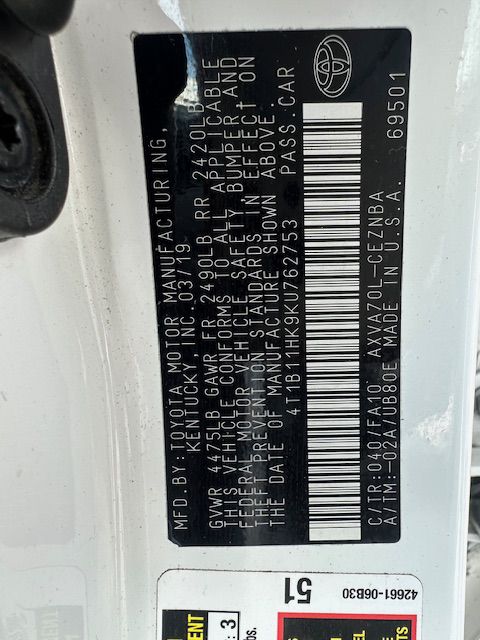 MFD.BY:TOYOTA MOTOR MANUFACTURING,
KENTUCKY,INC.03/19
GVWR 4475LB GAWR FR 2490LB RR 2420LB
THIS VEHICLE CONFORMS TO ALL APPLICABLE
FEDERAL MOTOR VEHICLE SAFETY, BUMPER, AND
THEFT PREVENTION STANDARDS IN EFFECT ON
THE DATE OF MANUFACTURE SHOWN ABOVE.
4T1B11HK9KU762753 PASS.CAR
C/TR:040/FA10 AXVA70L-CEZNBA
A/TM:-02A/UB80E MADE IN U.S.A. 369501
51
42661-06B30
: 3